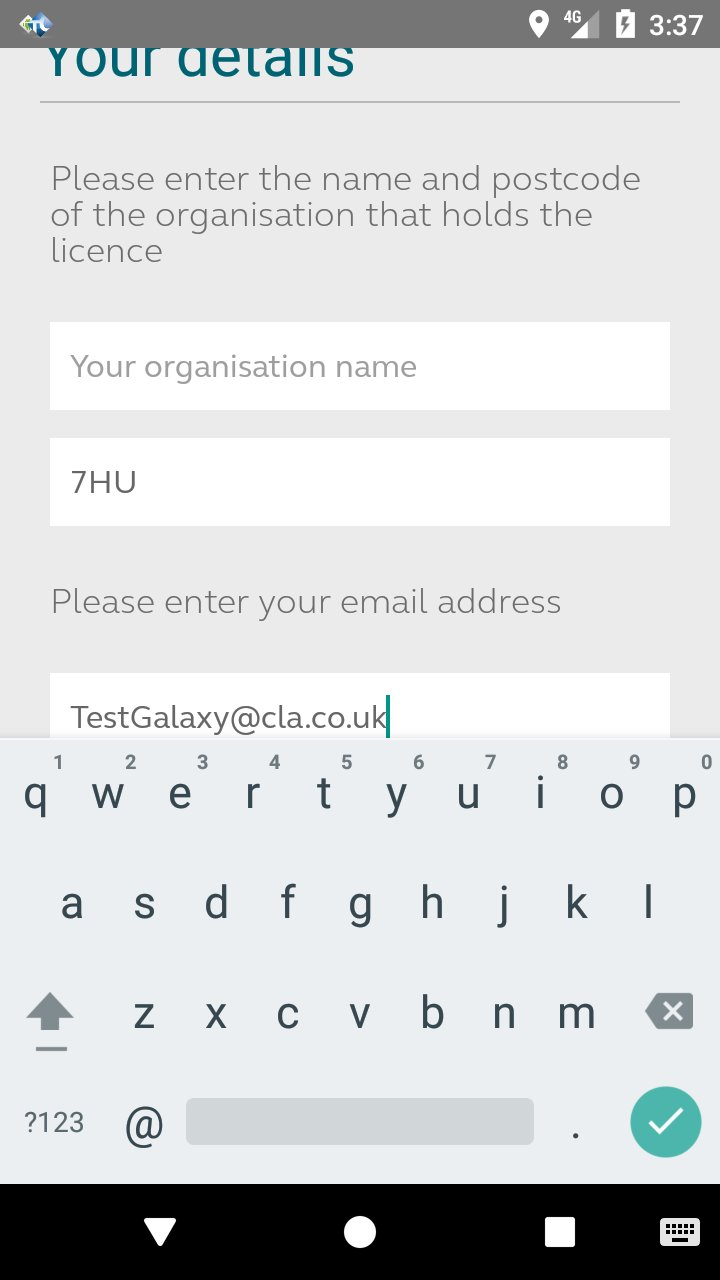 4G 3:37
Your details
Please enter the name and postcode
of the organisation that holds the
licence
Your organisation name
7HU
Please enter your email address
TestGalaxy@cla.co.uk
1 2 3 4 5 6 7 8 9 0
q w e r t y u i o p
a s d f g h j k l
z x c v b n m
?123 @ .